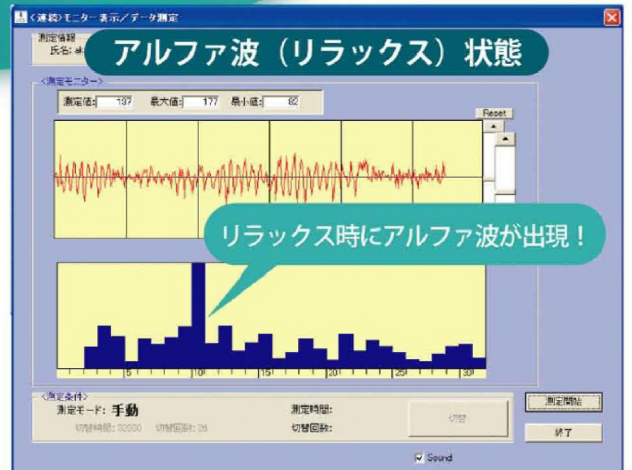 <連続>モニター表示/データ測定
測定情報
氏名:
アルファ波（リラックス）状態
<測定モニター>
測定値: 137 最大値: 177 最小値: 82
Reset
リラックス時にアルファ波が出現！
5 10 15 20 25 30
<測定条件>
測定モード: 手動 測定時間:
切替時間: 32000 切替回数: 26 切替回数:
切替
測定開始
終了
Sound